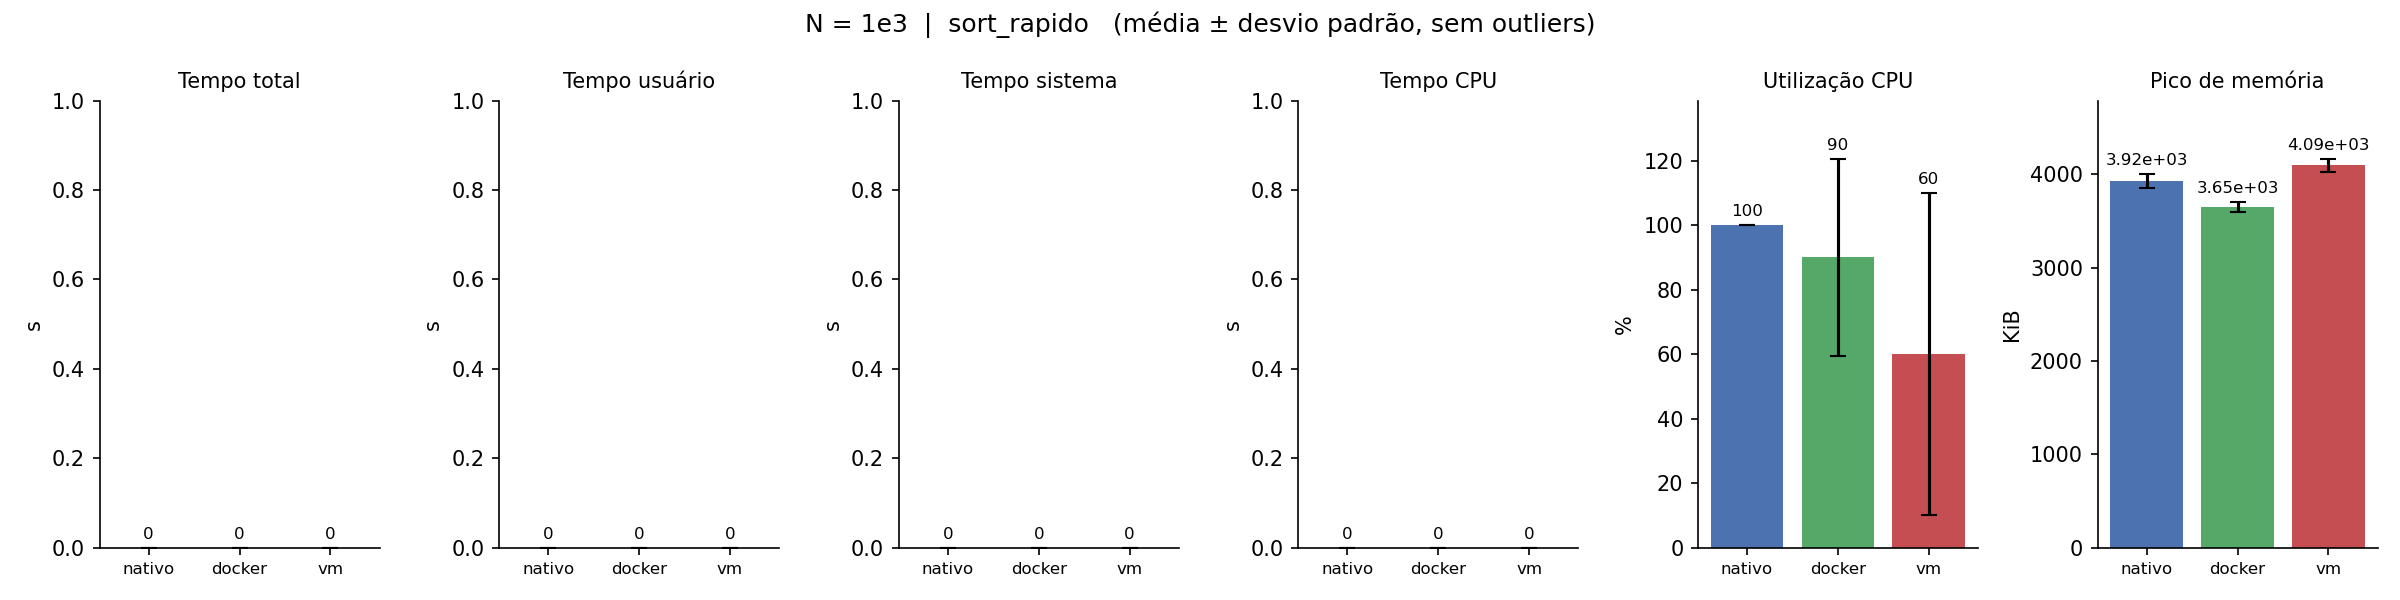 N = 1e3  |  sort_rapido   (média ± desvio padrão, sem outliers)
Tempo total
1.0
0.8
0.6
0.4
0.2
0.0
s
0 0 0
nativo docker vm
Tempo usuário
1.0
0.8
0.6
0.4
0.2
0.0
s
0 0 0
nativo docker vm
Tempo sistema
1.0
0.8
0.6
0.4
0.2
0.0
s
0 0 0
nativo docker vm
Tempo CPU
1.0
0.8
0.6
0.4
0.2
0.0
s
0 0 0
nativo docker vm
Utilização CPU
120
100
80
60
40
20
0
%
100 90 60
nativo docker vm
Pico de memória
4000
3000
2000
1000
0
KiB
3.92e+03 3.65e+03 4.09e+03
nativo docker vm